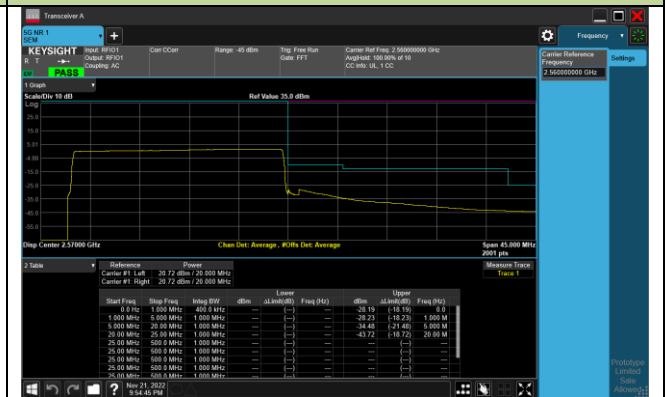 Transceiver A
5G NR 1
SEM
Frequency
KEYSIGHT
R T
PASS
Input: RFIO1
Output: RFIO1
Coupling: AC
Corr CCorr
Range: -45 dBm
Trig: Free Run
Gate: FFT
Carrier Ref Freq: 2.560000000 GHz
Avg|Hold: 100.00% of 10
CC Info: UL, 1 CC
Carrier Reference
Frequency
2.560000000 GHz
Settings
1 Graph
Scale/Div 10 dB
Ref Value 35.0 dBm
Log
25.0
15.0
5.01
-4.99
-15.0
-25.0
-35.0
-45.0
-55.0
Disp Center 2.57000 GHz
Chan Det: Average, #Offs Det: Average
Span 45.000 MHz
2001 pts
2 Table
Measure Trace
Trace 1
Reference Power
Carrier #1: Left 20.72 dBm / 20.000 MHz
Carrier #1: Right 20.72 dBm / 20.000 MHz
Lower Upper
Start Freq Stop Freq Integ BW dBm ΔLimit(dB) Freq (Hz) dBm ΔLimit(dB) Freq (Hz)
0.0 Hz 1.000 MHz 400.0 kHz --- (---) --- -28.19 (-18.19) 0.0
1.000 MHz 5.000 MHz 1.000 MHz --- (---) --- -28.23 (-18.23) 1.000 M
5.000 MHz 20.00 MHz 1.000 MHz --- (---) --- -34.48 (-21.48) 5.000 M
20.00 MHz 25.00 MHz 1.000 MHz --- (---) --- -43.72 (-18.72) 20.00 M
25.00 MHz 500.0 MHz 1.000 MHz --- (---) --- --- (---) ---
25.00 MHz 500.0 MHz 1.000 MHz --- (---) --- --- (---) ---
25.00 MHz 500.0 MHz 1.000 MHz --- (---) --- --- (---) ---
25.00 MHz 500.0 MHz 1.000 MHz --- (---) --- --- (---) ---
25.00 MHz 500.0 MHz 1.000 MHz --- (---) --- --- (---) ---
Nov 21, 2022
9:54:45 PM
Prototype
Limited
Sale
Allowed